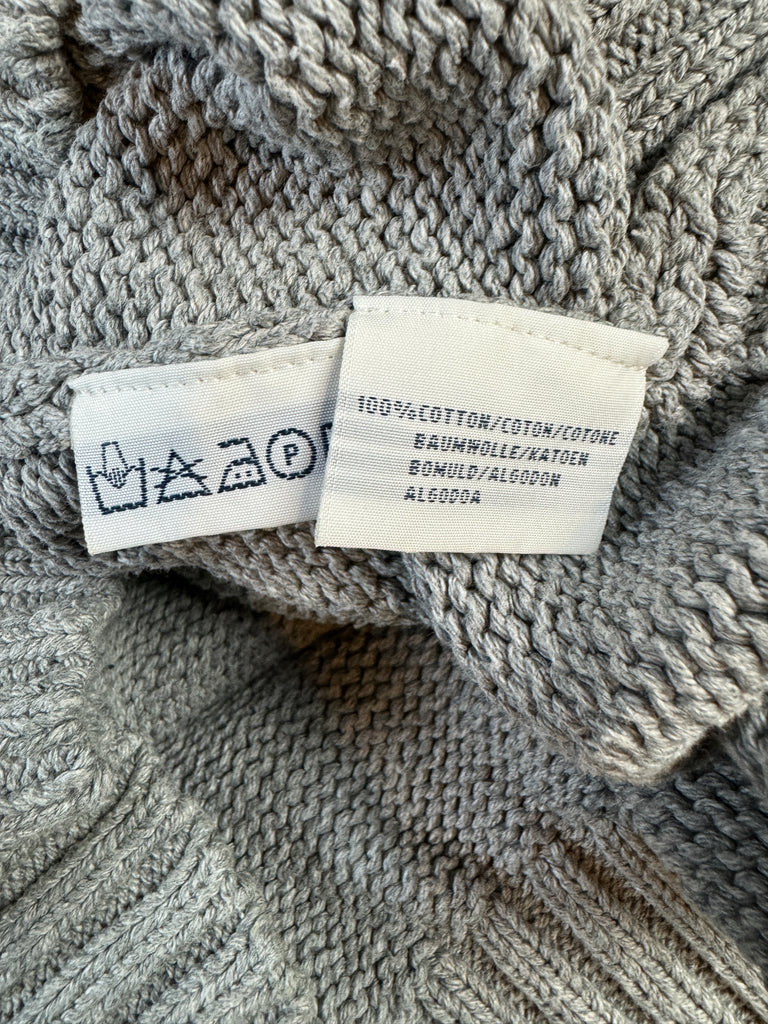 P
100%COTTON/COTON/COTONE
BAUMWOLLE/KATOEN
BOMULD/ALGODON
ALGODOA